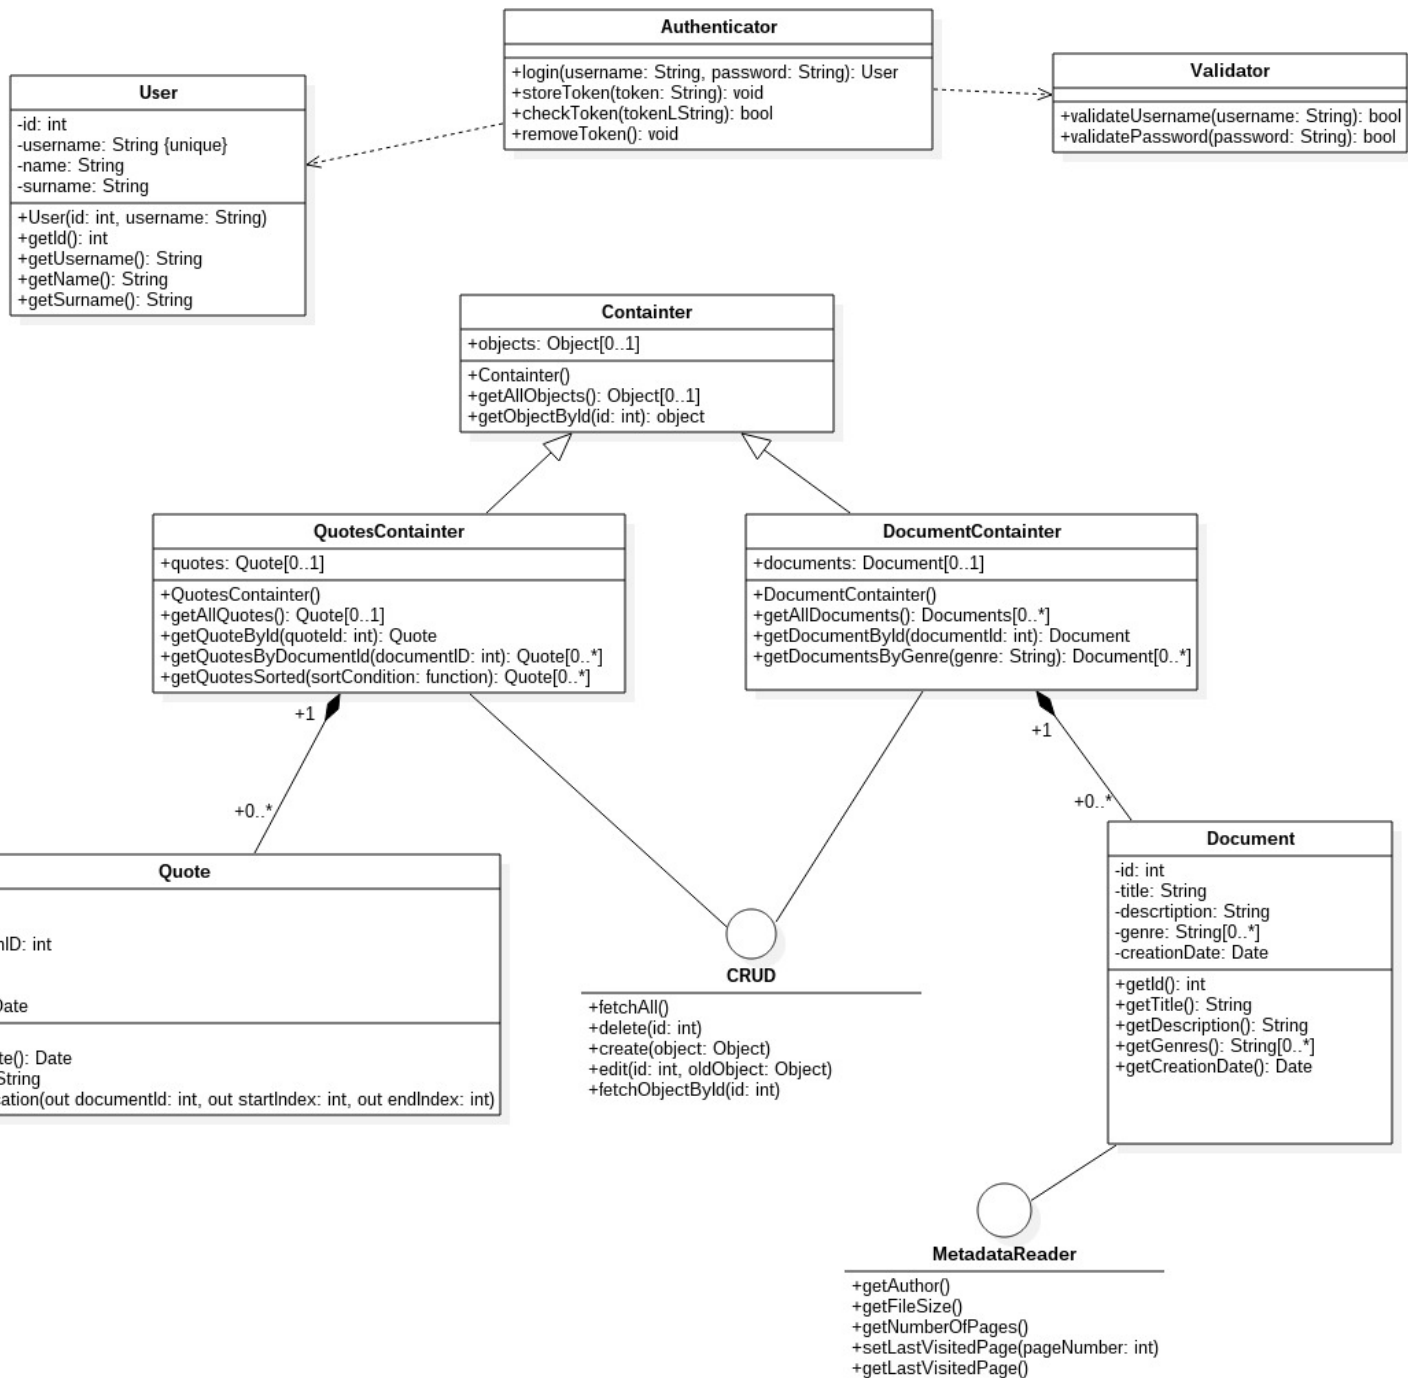 Authenticator
+login(username: String, password: String): User
+storeToken(token: String): void
+checkToken(tokenLString): bool
+removeToken(): void
Validator
+validateUsername(username: String): bool
+validatePassword(password: String): bool
User
-id: int
-username: String {unique}
-name: String
-surname: String
+User(id: int, username: String)
+getId(): int
+getUsername(): String
+getName(): String
+getSurname(): String
Containter
+objects: Object[0..1]
+Containter()
+getAllObjects(): Object[0..1]
+getObjectById(id: int): object
QuotesContainter
+quotes: Quote[0..1]
+QuotesContainter()
+getAllQuotes(): Quote[0..1]
+getQuoteById(quoteId: int): Quote
+getQuotesByDocumentId(documentID: int): Quote[0..*]
+getQuotesSorted(sortCondition: function): Quote[0..*]
DocumentContainter
+documents: Document[0..1]
+DocumentContainter()
+getAllDocuments(): Documents[0..*]
+getDocumentById(documentId: int): Document
+getDocumentsByGenre(genre: String): Document[0..*]
+1
+0..*
+1
+0..*
Quote
ID: int
Date
te(): Date
String
ation(out documentId: int, out startIndex: int, out endIndex: int)
CRUD
+fetchAll()
+delete(id: int)
+create(object: Object)
+edit(id: int, oldObject: Object)
+fetchObjectById(id: int)
Document
-id: int
-title: String
-descrtiption: String
-genre: String[0..*]
-creationDate: Date
+getId(): int
+getTitle(): String
+getDescription(): String
+getGenres(): String[0..*]
+getCreationDate(): Date
MetadataReader
+getAuthor()
+getFileSize()
+getNumberOfPages()
+setLastVisitedPage(pageNumber: int)
+getLastVisitedPage()